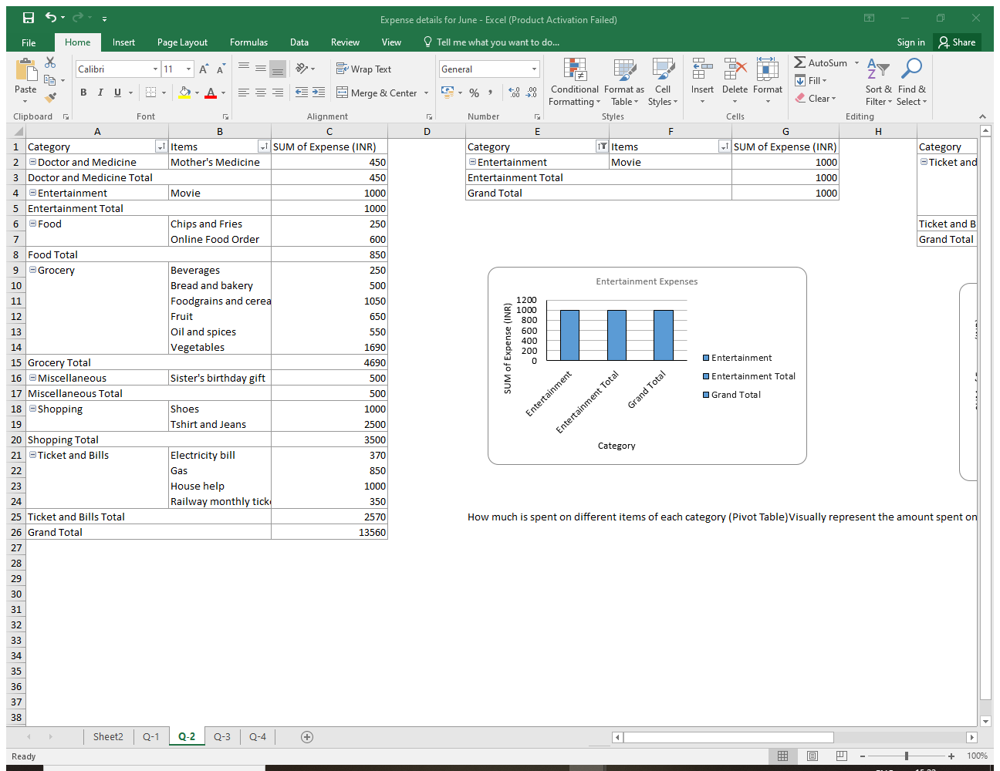 Expense details for June - Excel (Product Activation Failed)
File Home Insert Page Layout Formulas Data Review View Tell me what you want to do... Sign in Share
Calibri 11 Wrap Text General AutoSum
Paste B I U Merge & Center % , Conditional Formatting Format as Table Cell Styles Insert Delete Format Fill Clear Sort & Filter Find & Select
Clipboard Font Alignment Number Styles Cells Editing
A B C D E F G H
1 Category Items SUM of Expense (INR) Category Items SUM of Expense (INR) Category
2 Doctor and Medicine Mother's Medicine 450 Entertainment Movie 1000 Ticket and
3 Doctor and Medicine Total 450 Entertainment Total 1000
4 Entertainment Movie 1000 Grand Total 1000
5 Entertainment Total 1000
6 Food Chips and Fries 250 Ticket and B
7 Online Food Order 600 Grand Total
8 Food Total 850
9 Grocery Beverages 250
10 Bread and bakery 500
11 Foodgrains and cerea 1050
12 Fruit 650
13 Oil and spices 550
14 Vegetables 1690
15 Grocery Total 4690
16 Miscellaneous Sister's birthday gift 500
17 Miscellaneous Total 500
18 Shopping Shoes 1000
19 Tshirt and Jeans 2500
20 Shopping Total 3500
21 Ticket and Bills Electricity bill 370
22 Gas 850
23 House help 1000
24 Railway monthly ticke 350
25 Ticket and Bills Total 2570 How much is spent on different items of each category (Pivot Table)Visually represent the amount spent on
26 Grand Total 13560
27
28
29
30
31
32
33
34
35
36
37
38
Entertainment Expenses
SUM of Expense (INR)
1200
1000
800
600
400
200
0
Entertainment
Entertainment Total
Grand Total
Category
Entertainment
Entertainment Total
Grand Total
Sheet2 Q-1 Q-2 Q-3 Q-4
Ready 100%